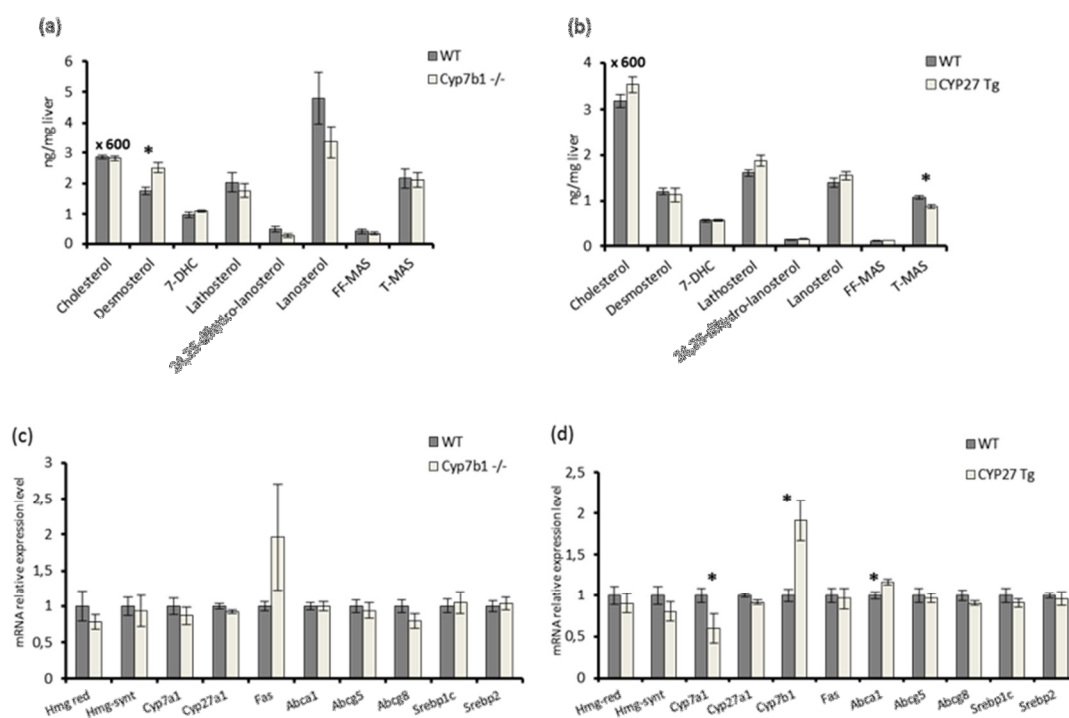 (a)
WT
Cyp7b1 -/-
ng/mg liver
6
5
4
3
2
1
0
x 600
*
Cholesterol
Desmosterol
7-DHC
Lathosterol
Lanosterol
FF-MAS
T-MAS
(b)
WT
CYP27 Tg
ng/mg liver
4
3
2
1
0
x 600
*
Cholesterol
Desmosterol
7-DHC
Lathosterol
Lanosterol
FF-MAS
T-MAS
(c)
WT
Cyp7b1 -/-
mRNA relative expression level
3
2,5
2
1,5
1
0,5
0
Hmg red
Hmg-synt
Cyp7a1
Cyp27a1
Fas
Abca1
Abcg5
Abcg8
Srebp1c
Srebp2
(d)
WT
CYP27 Tg
mRNA relative expression level
2,5
2
1,5
1
0,5
0
*
*
*
Hmg-red
Hmg-synt
Cyp7a1
Cyp27a1
Cyp7b1
Fas
Abca1
Abcg5
Abcg8
Srebp1c
Srebp2